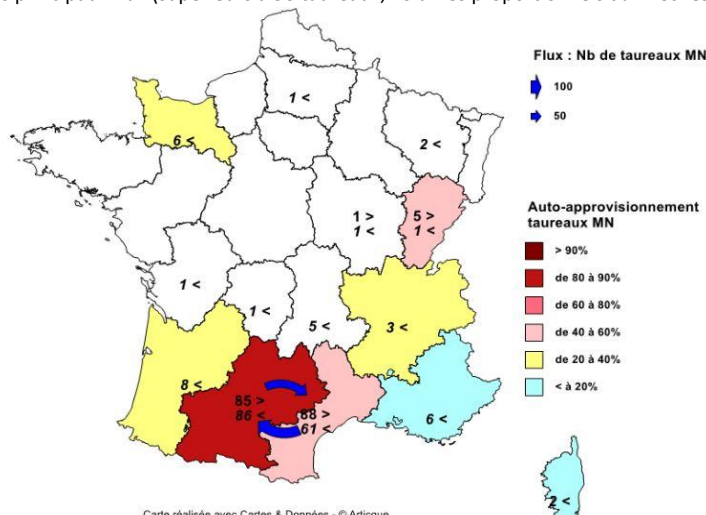 Flux : Nb de taureaux MN
100
50
1 <
6 <
2 <
1 >
1 <
5 >
1 <
Auto-approvisionnement
taureaux MN
> 90%
de 80 à 90%
de 60 à 80%
de 40 à 60%
de 20 à 40%
< à 20%
1 <
1 <
5 <
3 <
8 <
85 >
86 <
88 >
61 <
6 <
2 <
Carte réalisée avec Cartes & Données - © Articque